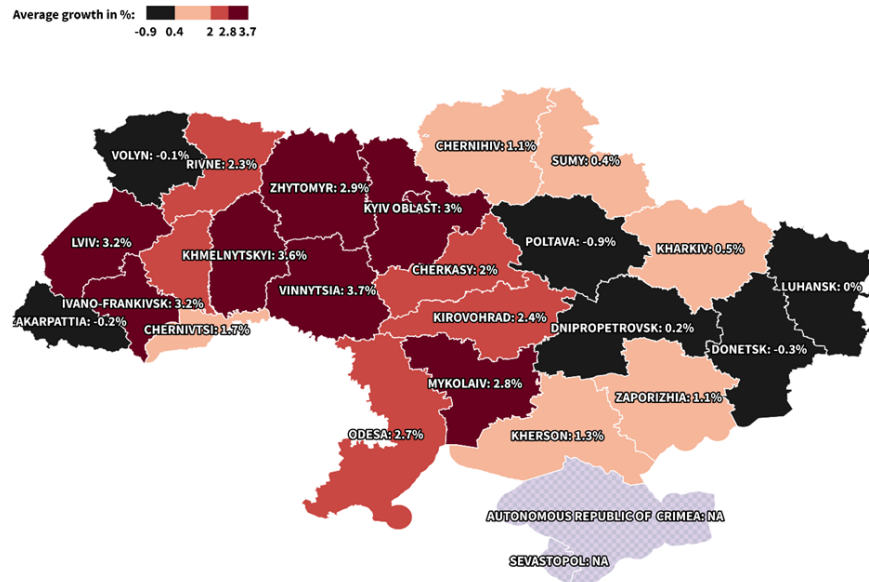 Average growth in %:
-0.9 0.4 2 2.8 3.7
CHERNIHIV: 1.1%
VOLYN: -0.1%
RIVNE: 2.3%
SUMY: 0.4%
ZHYTOMYR: 2.9%
KYIV OBLAST: 3%
LVIV: 3.2%
POLTAVA: -0.9%
KHARKIV: 0.5%
KHMELNYTSKYI: 3.6%
CHERKASY: 2%
LUHANSK: 0%
VINNYTSIA: 3.7%
IVANO-FRANKIVSK: 3.2%
KIROVOHRAD: 2.4%
ZAKARPATTIA: -0.2%
CHERNIVTSI: 1.7%
DNIPROPETROVSK: 0.2%
DONETSK: -0.3%
MYKOLAIV: 2.8%
ZAPORIZHIA: 1.1%
ODESA: 2.7%
KHERSON: 1.3%
AUTONOMOUS REPUBLIC OF CRIMEA: NA
SEVASTOPOL: NA